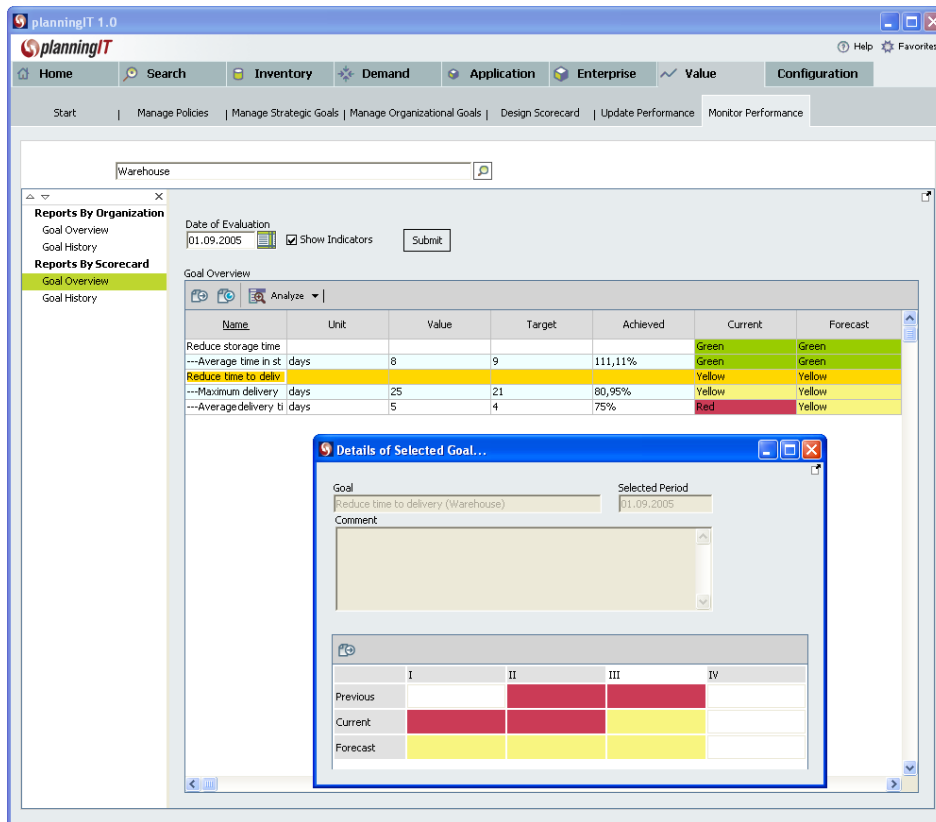 planningIT 1.0
planningIT
Help Favorites
Home Search Inventory Demand Application Enterprise Value Configuration
Start | Manage Policies | Manage Strategic Goals | Manage Organizational Goals | Design Scorecard | Update Performance Monitor Performance
Warehouse
Reports By Organization
Goal Overview
Goal History
Reports By Scorecard
Goal Overview
Goal History
Date of Evaluation
01.09.2005 Show Indicators Submit
Goal Overview
Analyze
Name Unit Value Target Achieved Current Forecast
Reduce storage time Green Green
---Average time in st days 8 9 111,11% Green Green
Reduce time to deliv Yellow Yellow
---Maximum delivery days 25 21 80,95% Yellow Yellow
---Average delivery ti days 5 4 75% Red Yellow
Details of Selected Goal...
Goal Selected Period
Reduce time to delivery (Warehouse) 01.09.2005
Comment
I II III IV
Previous
Current
Forecast